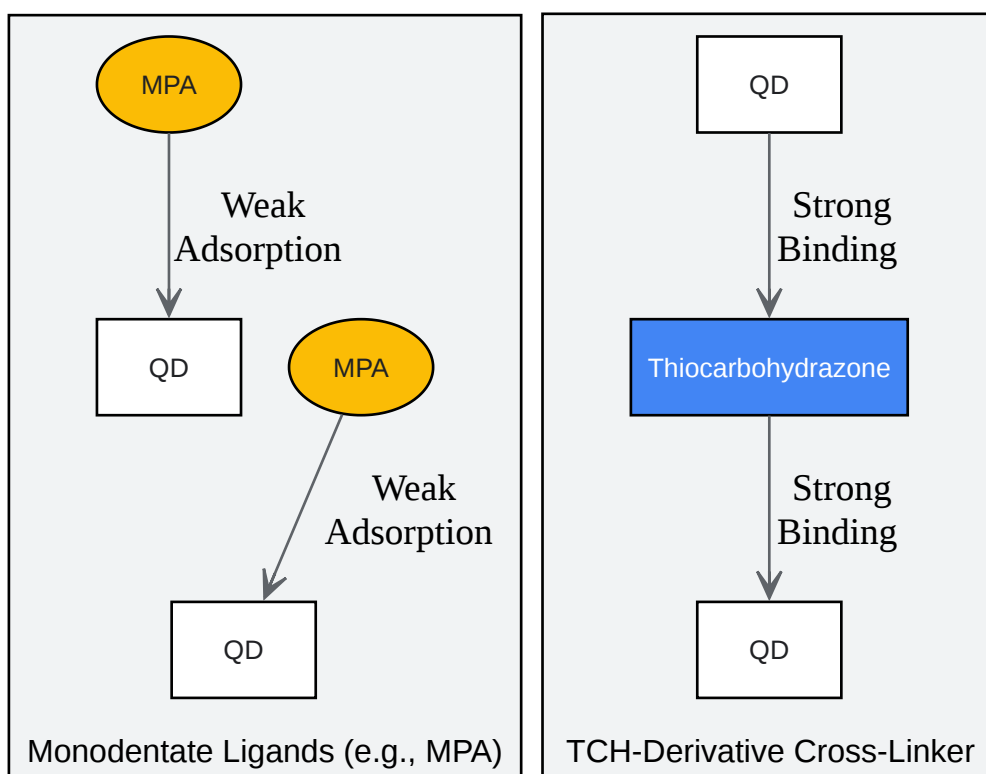 MPA
Weak
Adsorption
QD
MPA
Weak
Adsorption
QD
Monodentate Ligands (e.g., MPA)
QD
Strong
Binding
Thiocarbohydrazone
Strong
Binding
QD
TCH-Derivative Cross-Linker